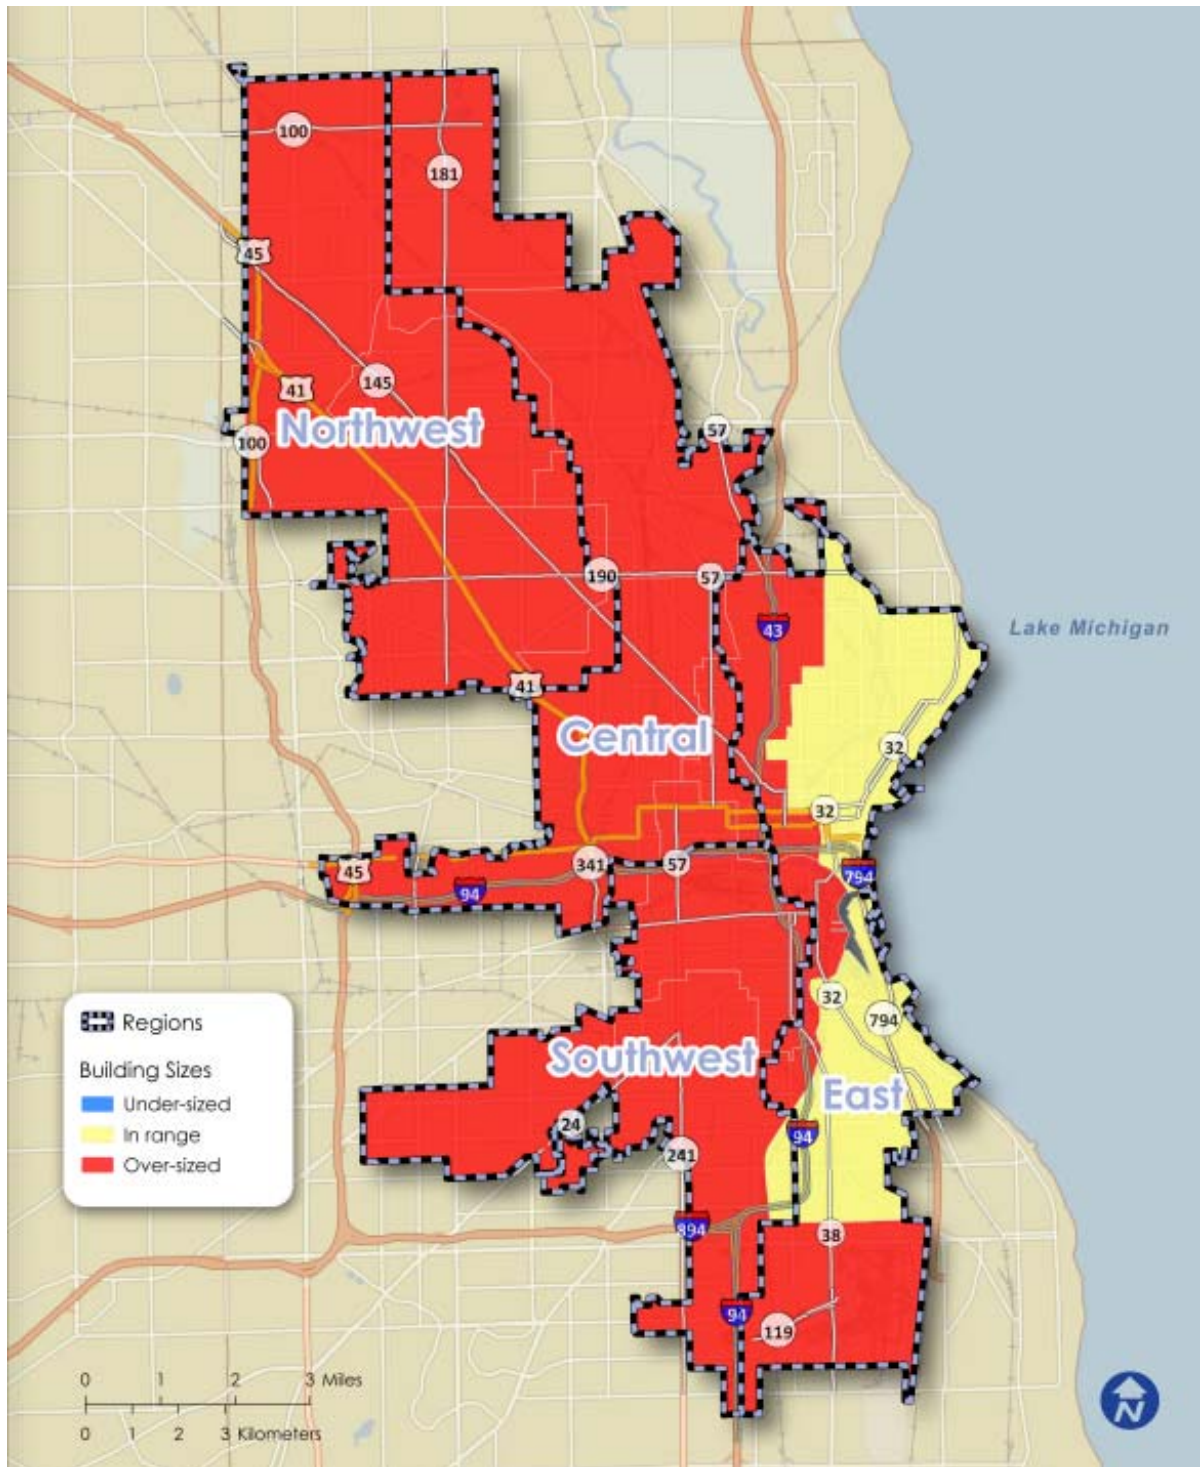 100
181
45
145
41
Northwest
100
57
190
57
43
Lake Michigan
41
Central
32
32
341
57
45
794
94
32
794
Regions
Southwest
Building Sizes
East
Under-sized
24
In range
94
241
Over-sized
894
38
94
119
0 1 2 3 Miles
0 1 2 3 Kilometers
N